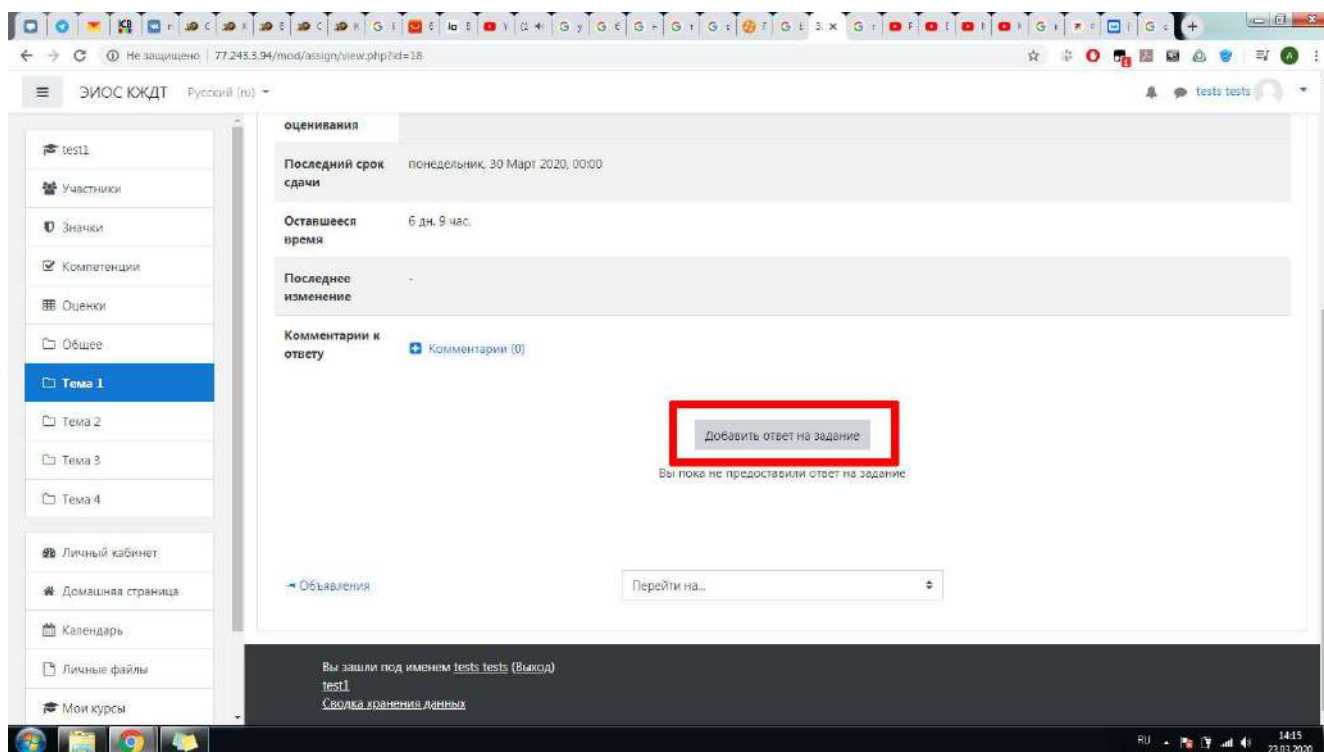 Не защищено 77.243.3.94/mod/assign/view.php?id=18
ЭИОС КЖДТ Русский (ru)
tests tests
test1
Участники
Значки
Компетенции
Оценки
Общее
Тема 1
Тема 2
Тема 3
Тема 4
Личный кабинет
Домашняя страница
Календарь
Личные файлы
Мои курсы
оценивания
Последний срок понедельник, 30 Март 2020, 00:00
сдачи
Оставшееся 6 дн. 9 час.
время
Последнее -
изменение
Комментарии к
ответу Комментарии (0)
Добавить ответ на задание
Вы пока не предоставили ответ на задание
Объявления Перейти на...
Вы зашли под именем tests tests (Выход)
test1
Сводка хранения данных
RU 14:15
23.03.2020